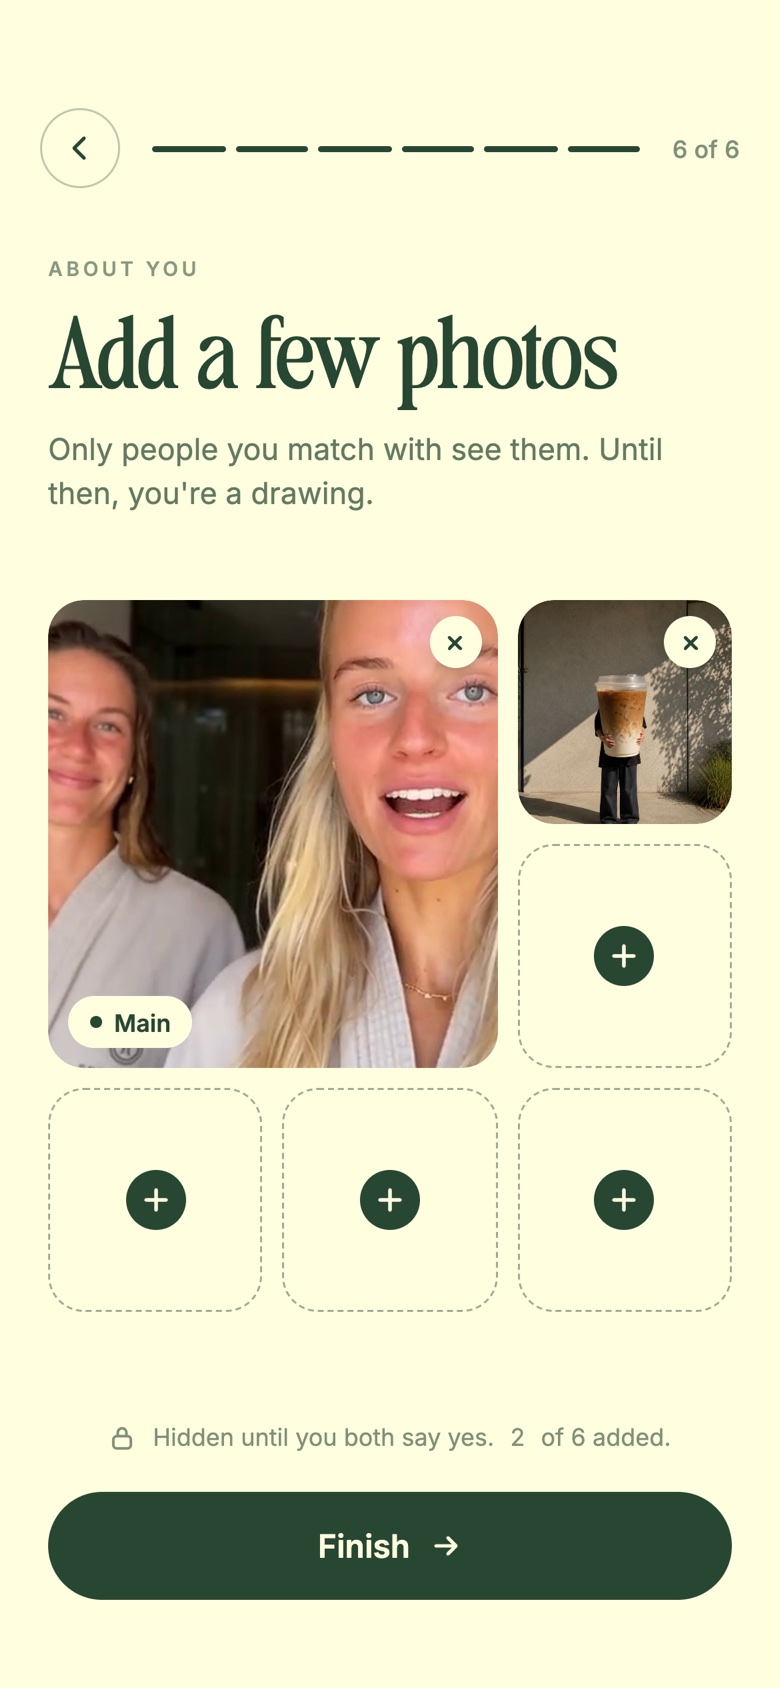 6 of 6
ABOUT YOU
Add a few photos
Only people you match with see them. Until
then, you're a drawing.
Main
Hidden until you both say yes. 2 of 6 added.
Finish